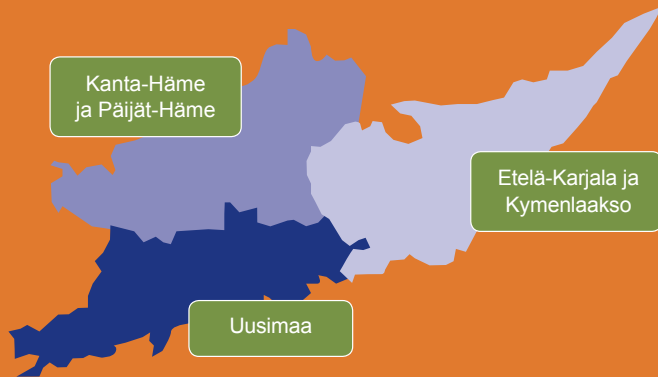 Kanta-Häme
ja Päijät-Häme
Etelä-Karjala ja
Kymenlaakso
Uusimaa